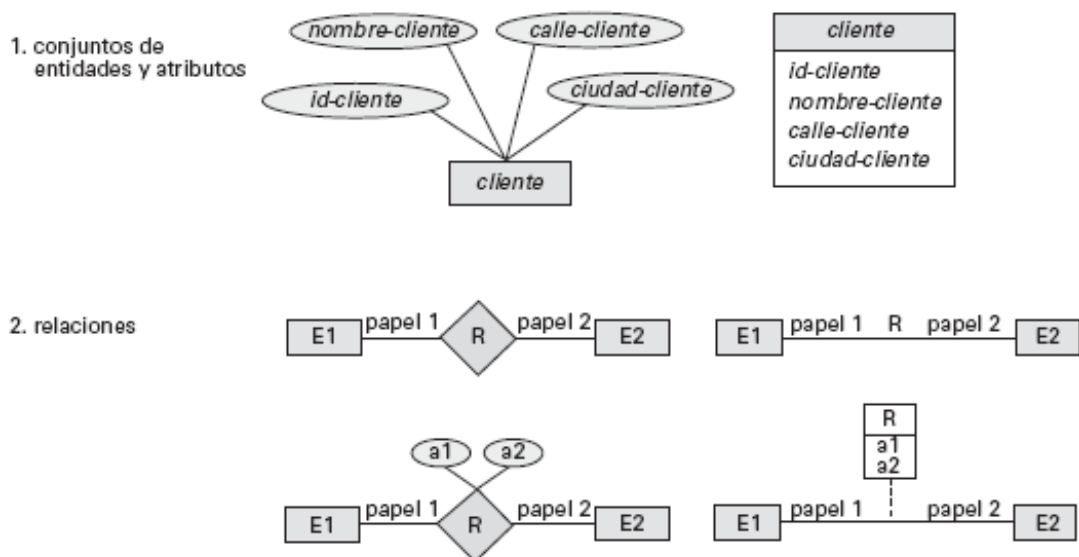 1. conjuntos de
entidades y atributos
nombre-cliente
calle-cliente
id-cliente
ciudad-cliente
cliente
cliente
id-cliente
nombre-cliente
calle-cliente
ciudad-cliente
2. relaciones
E1 papel 1 R papel 2 E2
E1 papel 1 R papel 2 E2
a1 a2
E1 papel 1 R papel 2 E2
R
a1
a2
E1 papel 1 papel 2 E2